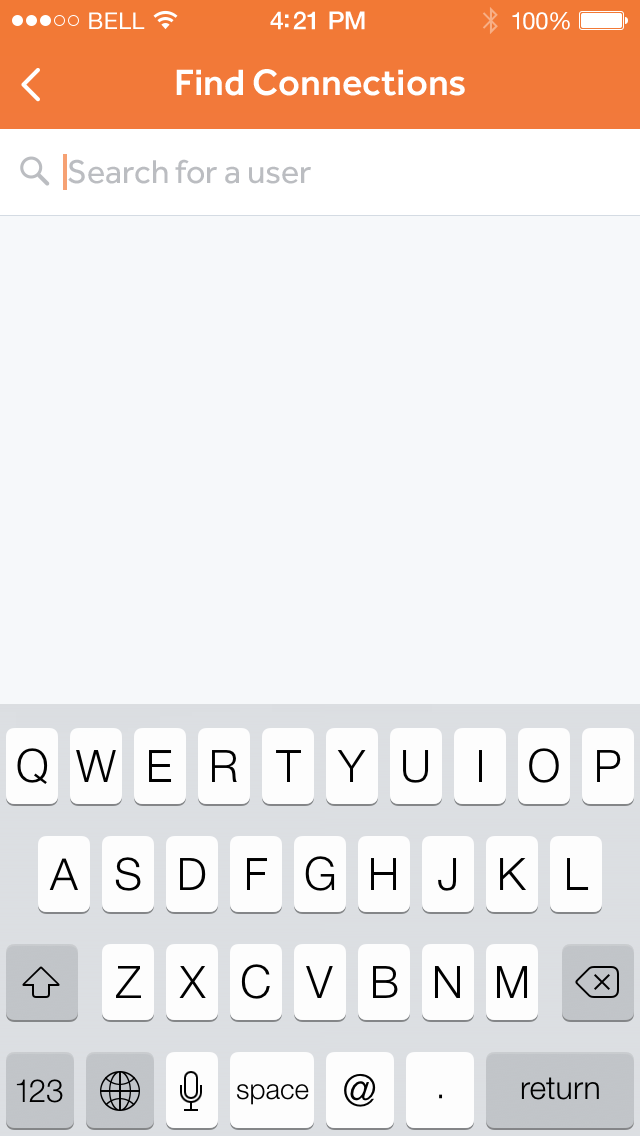 BELL 4:21 PM 100%
Find Connections
Search for a user
Q W E R T Y U I O P
A S D F G H J K L
Z X C V B N M
123 space @ . return